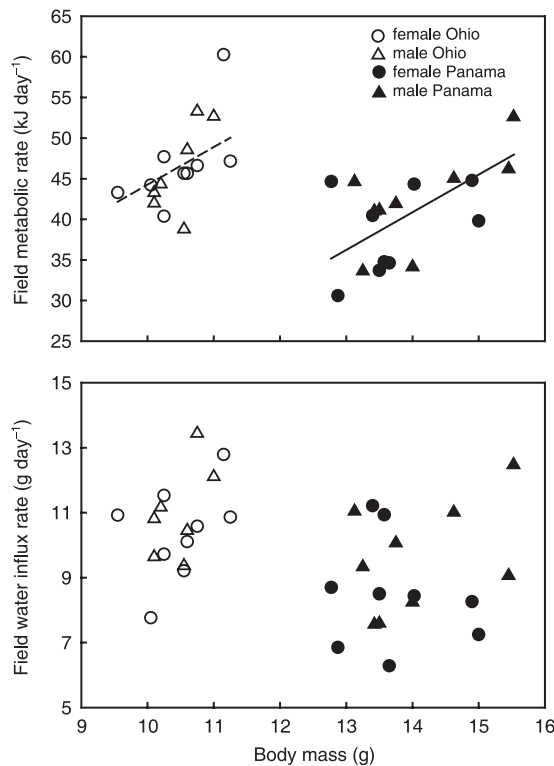 65
60
55
50
45
40
35
30
25
Field metabolic rate (kJ day⁻¹)
female Ohio
male Ohio
female Panama
male Panama
15
13
11
9
7
5
Field water influx rate (g day⁻¹)
9 10 11 12 13 14 15 16
Body mass (g)